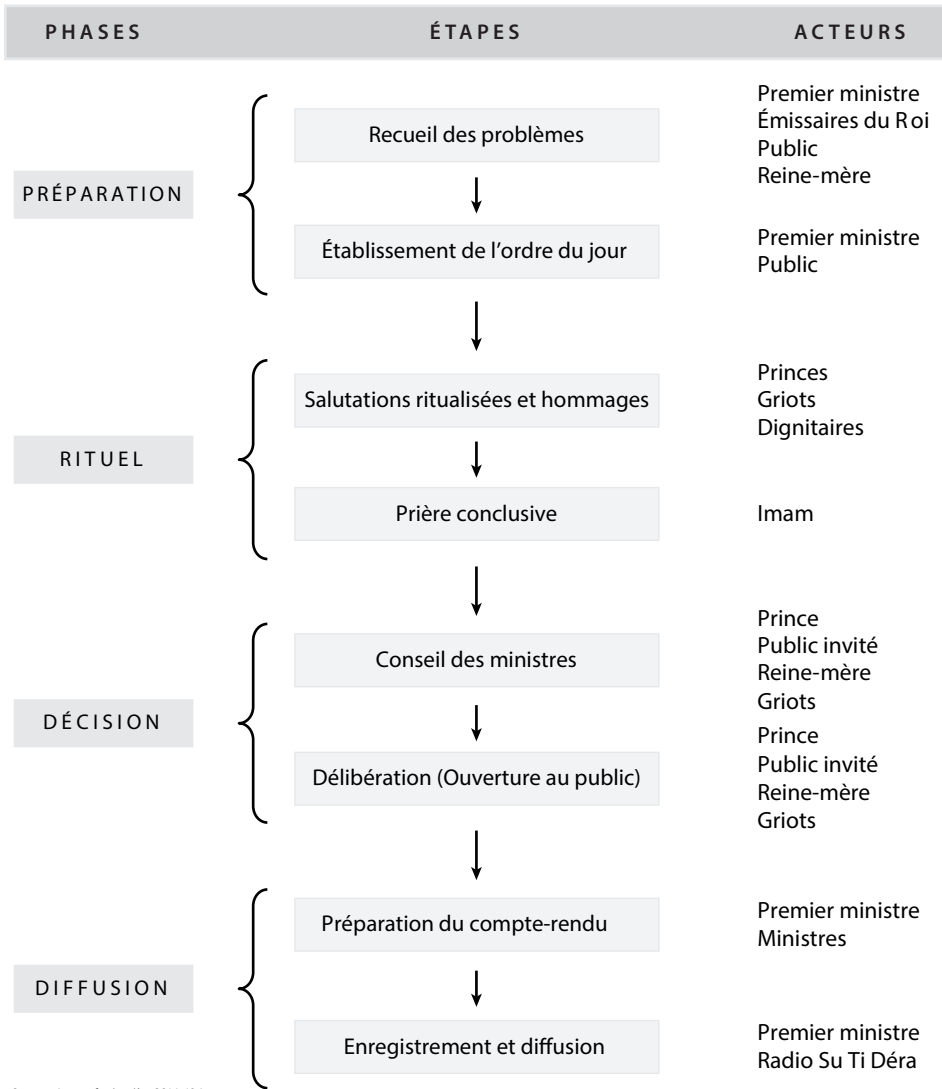 PHASES ÉTAPES ACTEURS
PRÉPARATION
Recueil des problèmes
Premier ministre
Émissaires du Roi
Public
Reine-mère
Établissement de l'ordre du jour
Premier ministre
Public
RITUEL
Salutations ritualisées et hommages
Princes
Griots
Dignitaires
Prière conclusive
Imam
DÉCISION
Conseil des ministres
Prince
Public invité
Reine-mère
Griots
Délibération (Ouverture au public)
Prince
Public invité
Reine-mère
Griots
DIFFUSION
Préparation du compte-rendu
Premier ministre
Ministres
Enregistrement et diffusion
Premier ministre
Radio Su Ti Déra